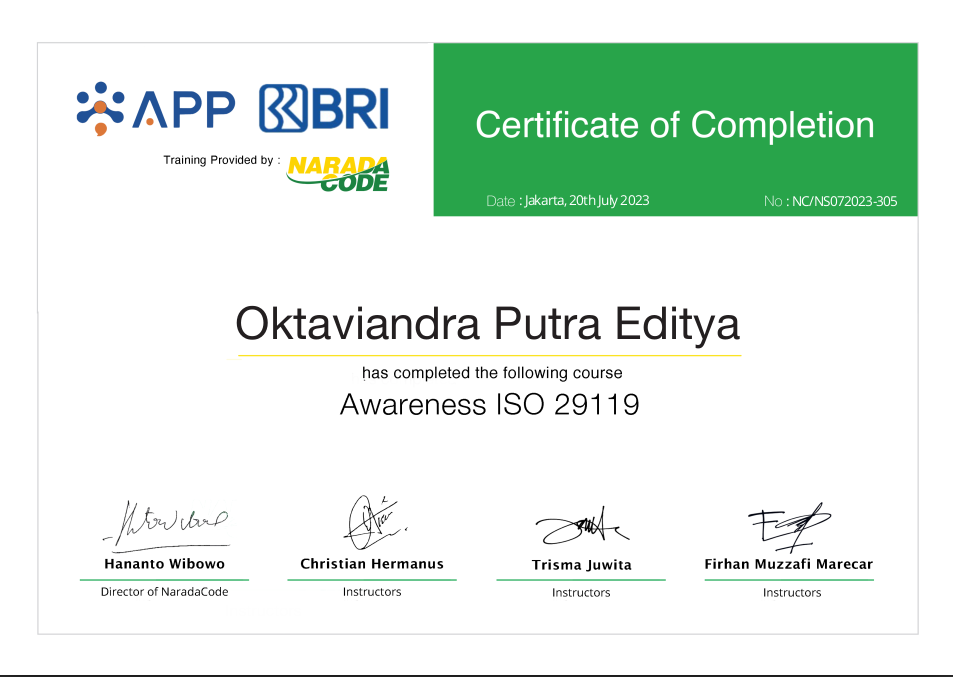 APP BRI
Training Provided by :
NARADA
CODE
Certificate of Completion
Date : Jakarta, 20th July 2023
No : NC/NS072023-305
Oktaviandra Putra Editya
has completed the following course
Awareness ISO 29119
Hananto Wibowo
Director of NaradaCode
Christian Hermanus
Instructors
Trisma Juwita
Instructors
Firhan Muzzafi Marecar
Instructors